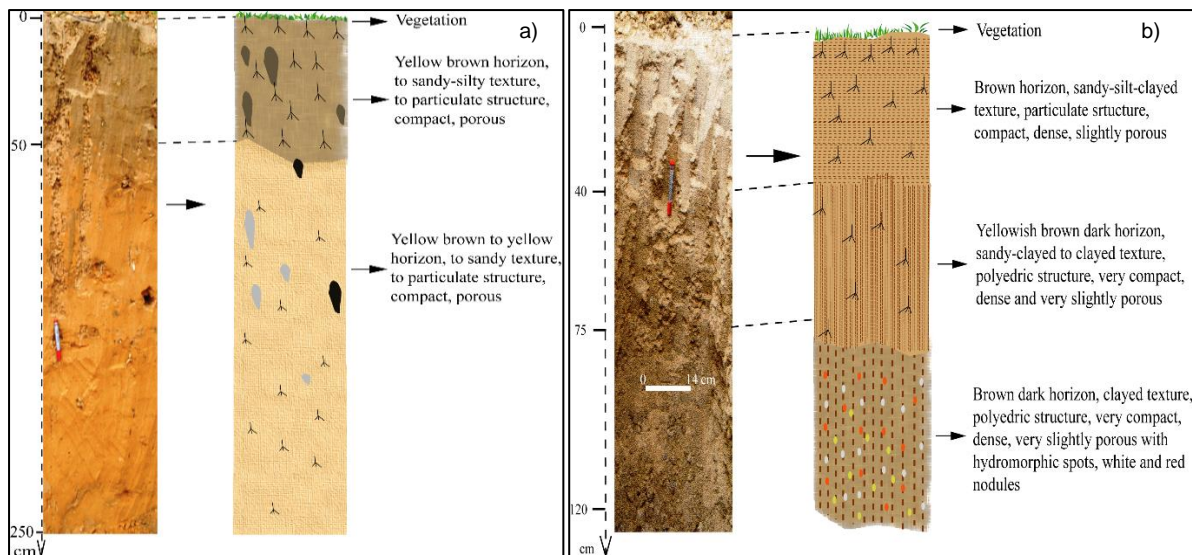 a)
0
50
250
cm
Vegetation
Yellow brown horizon,
to sandy-silty texture,
to particulate structure,
compact, porous
Yellow brown to yellow
horizon, to sandy texture,
to particulate structure,
compact, porous
b)
0
40
75
120
cm
0 14 cm
Vegetation
Brown horizon, sandy-silt-clayed
texture, particulate srtucture,
compact, dense, slightly porous
Yellowish brown dark horizon,
sandy-clayed to clayed texture,
polyedric structure, very compact,
dense and very slightly porous
Brown dark horizon, clayed texture,
polyedric structure, very compact,
dense, very slightly porous with
hydromorphic spots, white and red
nodules